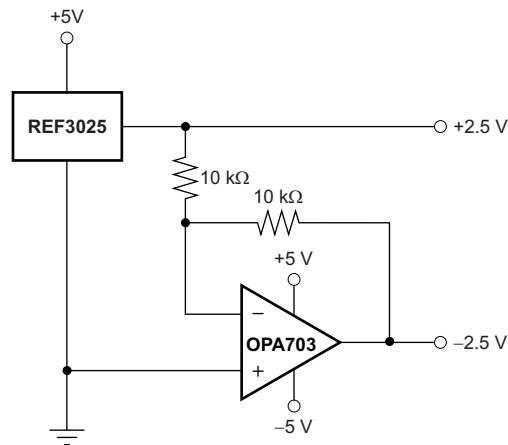 +5V
REF3025
+2.5 V
10 kΩ
10 kΩ
+5 V
−
OPA703
+
−2.5 V
−5 V